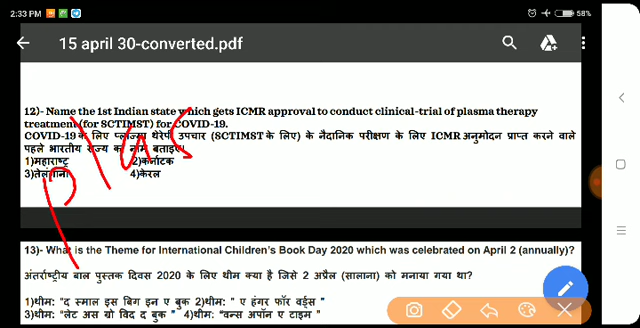 2:33 PM
58%
15 april 30-converted.pdf
12)- Name the 1st Indian state which gets ICMR approval to conduct clinical-trial of plasma therapy
treatment (for SCTIMST) for COVID-19.
COVID-19 के लिए प्लाज्मा थेरेपी उपचार (SCTIMST के लिए) के नैदानिक परीक्षण के लिए ICMR अनुमोदन प्राप्त करने वाले
पहले भारतीय राज्य का नाम बताइए।
1)महाराष्ट्र 2)कर्नाटक
3)तेलंगाना 4)केरल
plas
13)- What is the Theme for International Children's Book Day 2020 which was celebrated on April 2 (annually)?
अंतर्राष्ट्रीय बाल पुस्तक दिवस 2020 के लिए थीम क्या है जिसे 2 अप्रैल (सालाना) को मनाया गया था?
1)थीम: "द स्माल इस बिग इन ए बुक 2)थीम: " ए हंगर फॉर वर्ड्स "
3)थीम: "लेट अस ग्रो विद द बुक " 4)थीम: "वन्स अपॉन ए टाइम "